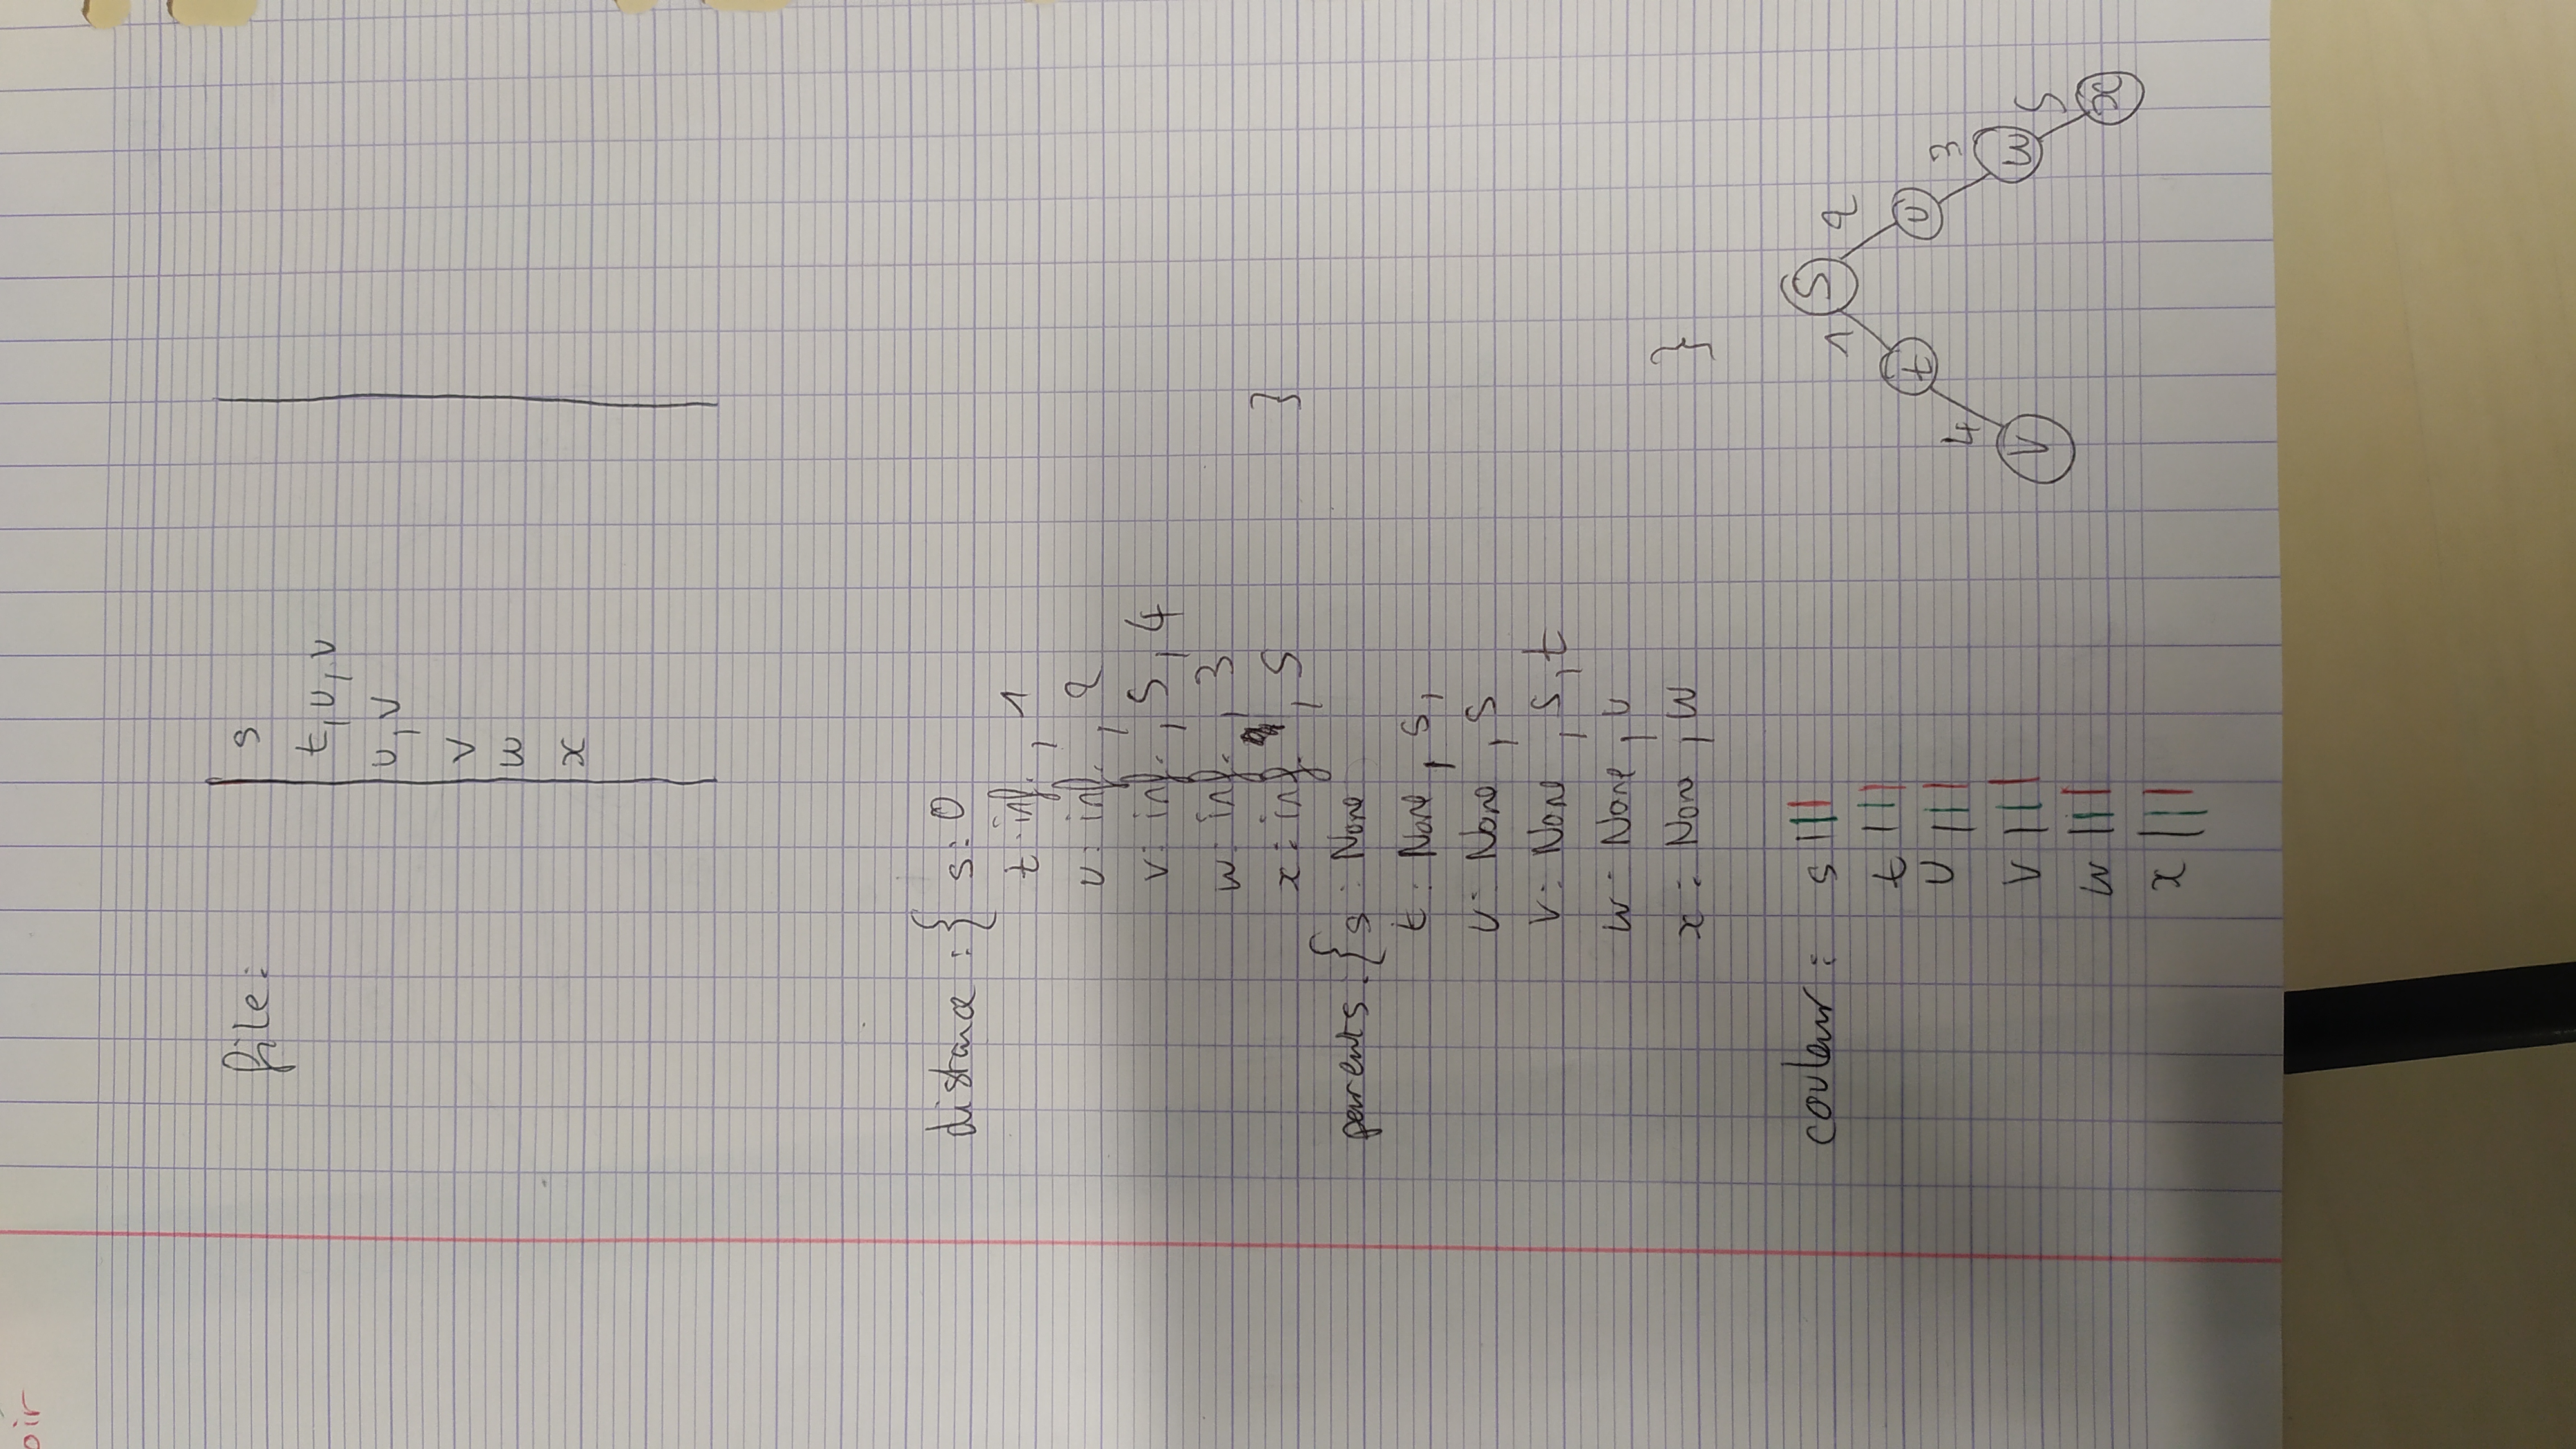 oir
file: s
t, u, v
u, v
v
w
x
distance : { s: 0
t: inf. , 1
u: inf. , 2
v: inf. , 5, 4
w: inf. , 3
x: inf. , 5 }
parents: { s: None
t: None, s,
u: None, s
v: None, s, t
w: None, u
x: None, w }
couleur: s |||
t |||
u |||
v |||
w |||
x |||
S
1 2
t u
4 3
V w
5
x